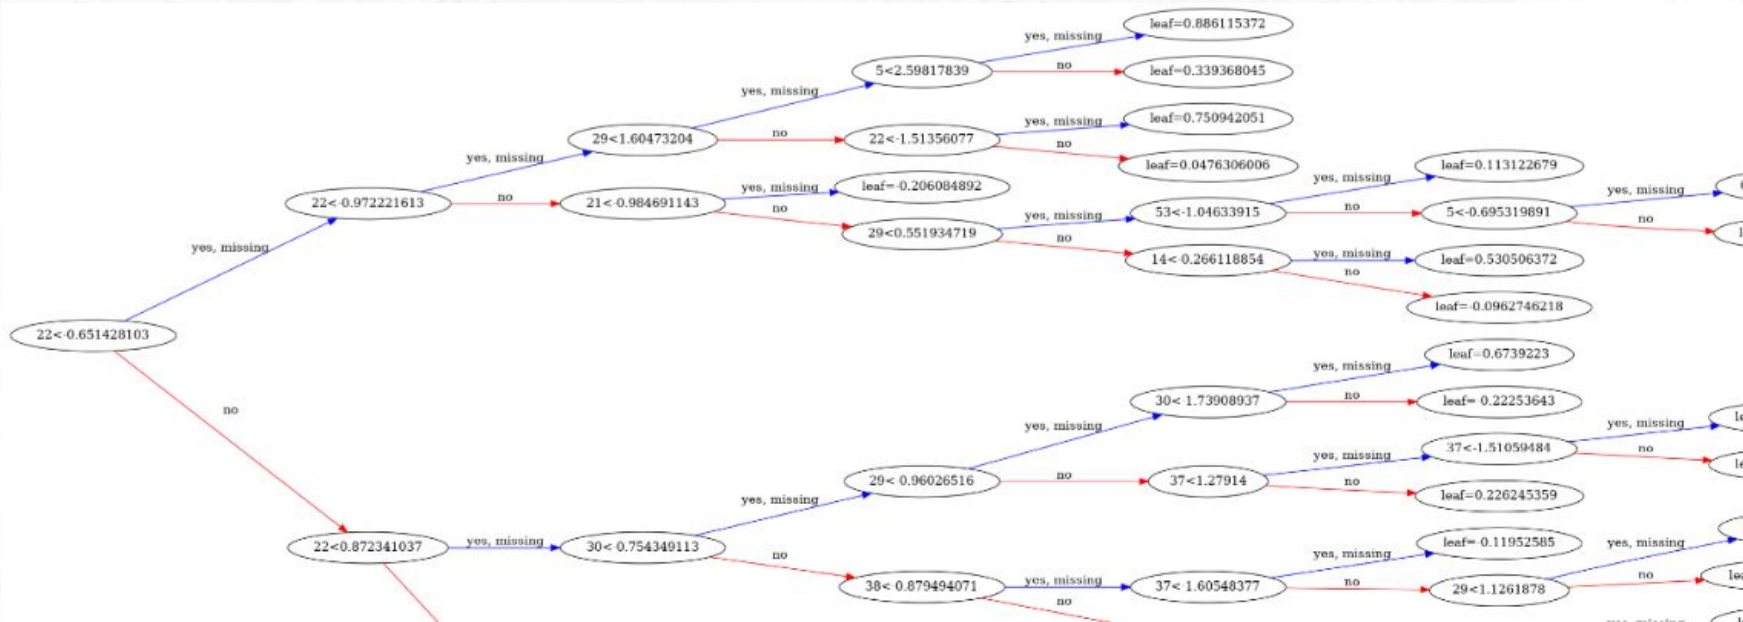 leaf=0.886115372
yes, missing
5<2.59817839
no
leaf=0.339368045
yes, missing
leaf=0.750942051
yes, missing
29<1.60473204
no
22<-1.51356077
no
yes, missing
leaf=0.0476306006
leaf=0.113122679
yes, missing
leaf=-0.206084892
yes, missing
yes, missing
22<-0.972221613
no
21<-0.984691143
no
53<-1.04633915
no
5<-0.695319891
no
yes, missing
29<0.551934719
no
yes, missing
14<-0.266118854
yes, missing
leaf=0.530506372
no
leaf=-0.0962746218
22<-0.651428103
leaf=0.6739223
yes, missing
no
30<-1.73908937
no
leaf=-0.22253643
yes, missing
yes, missing
37<-1.51059484
no
yes, missing
29<-0.96026516
no
37<1.27914
no
leaf=0.226245359
yes, missing
22<0.872341037
yes, missing
30<-0.754349113
leaf=-0.11952585
yes, missing
yes, missing
no
38<-0.879494071
yes, missing
37<-1.60548377
no
29<1.1261878
no
no